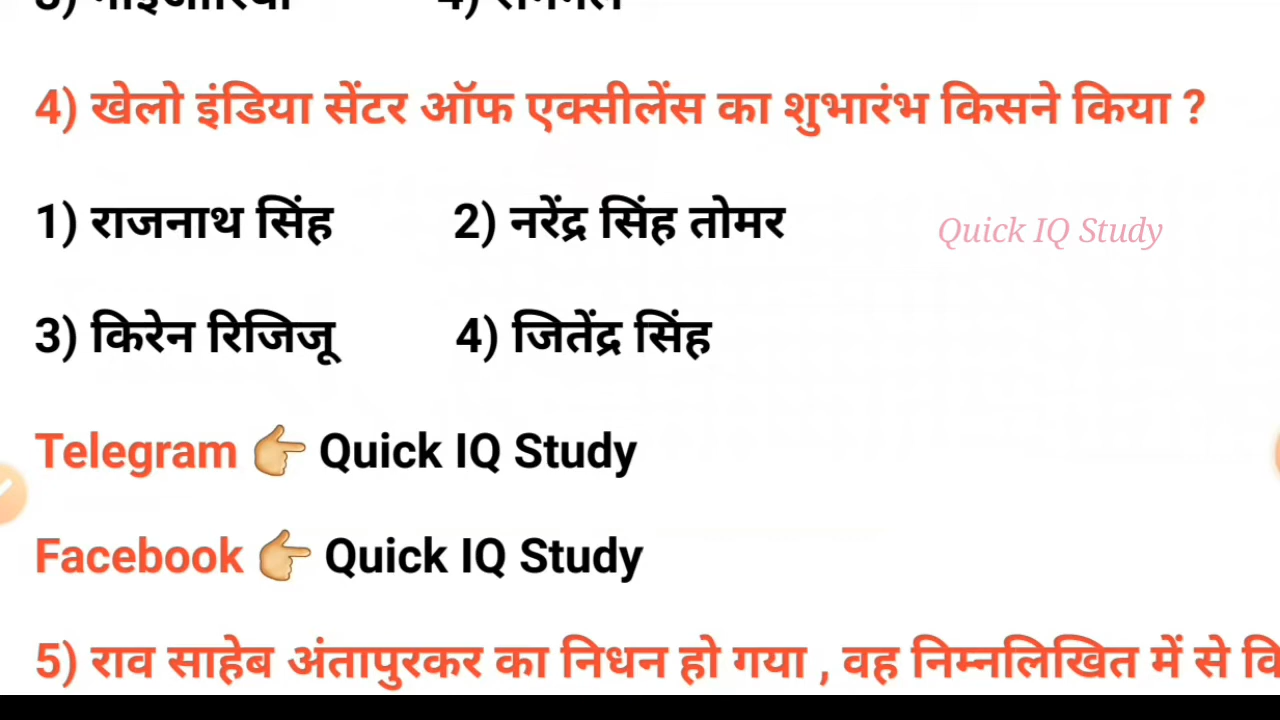 4) खेलो इंडिया सेंटर ऑफ एक्सीलेंस का शुभारंभ किसने किया ?
1) राजनाथ सिंह 2) नरेंद्र सिंह तोमर
Quick IQ Study
3) किरेन रिजिजू 4) जितेंद्र सिंह
Telegram 👉 Quick IQ Study
Facebook 👉 Quick IQ Study
5) राव साहेब अंतापुरकर का निधन हो गया , वह निम्नलिखित में से